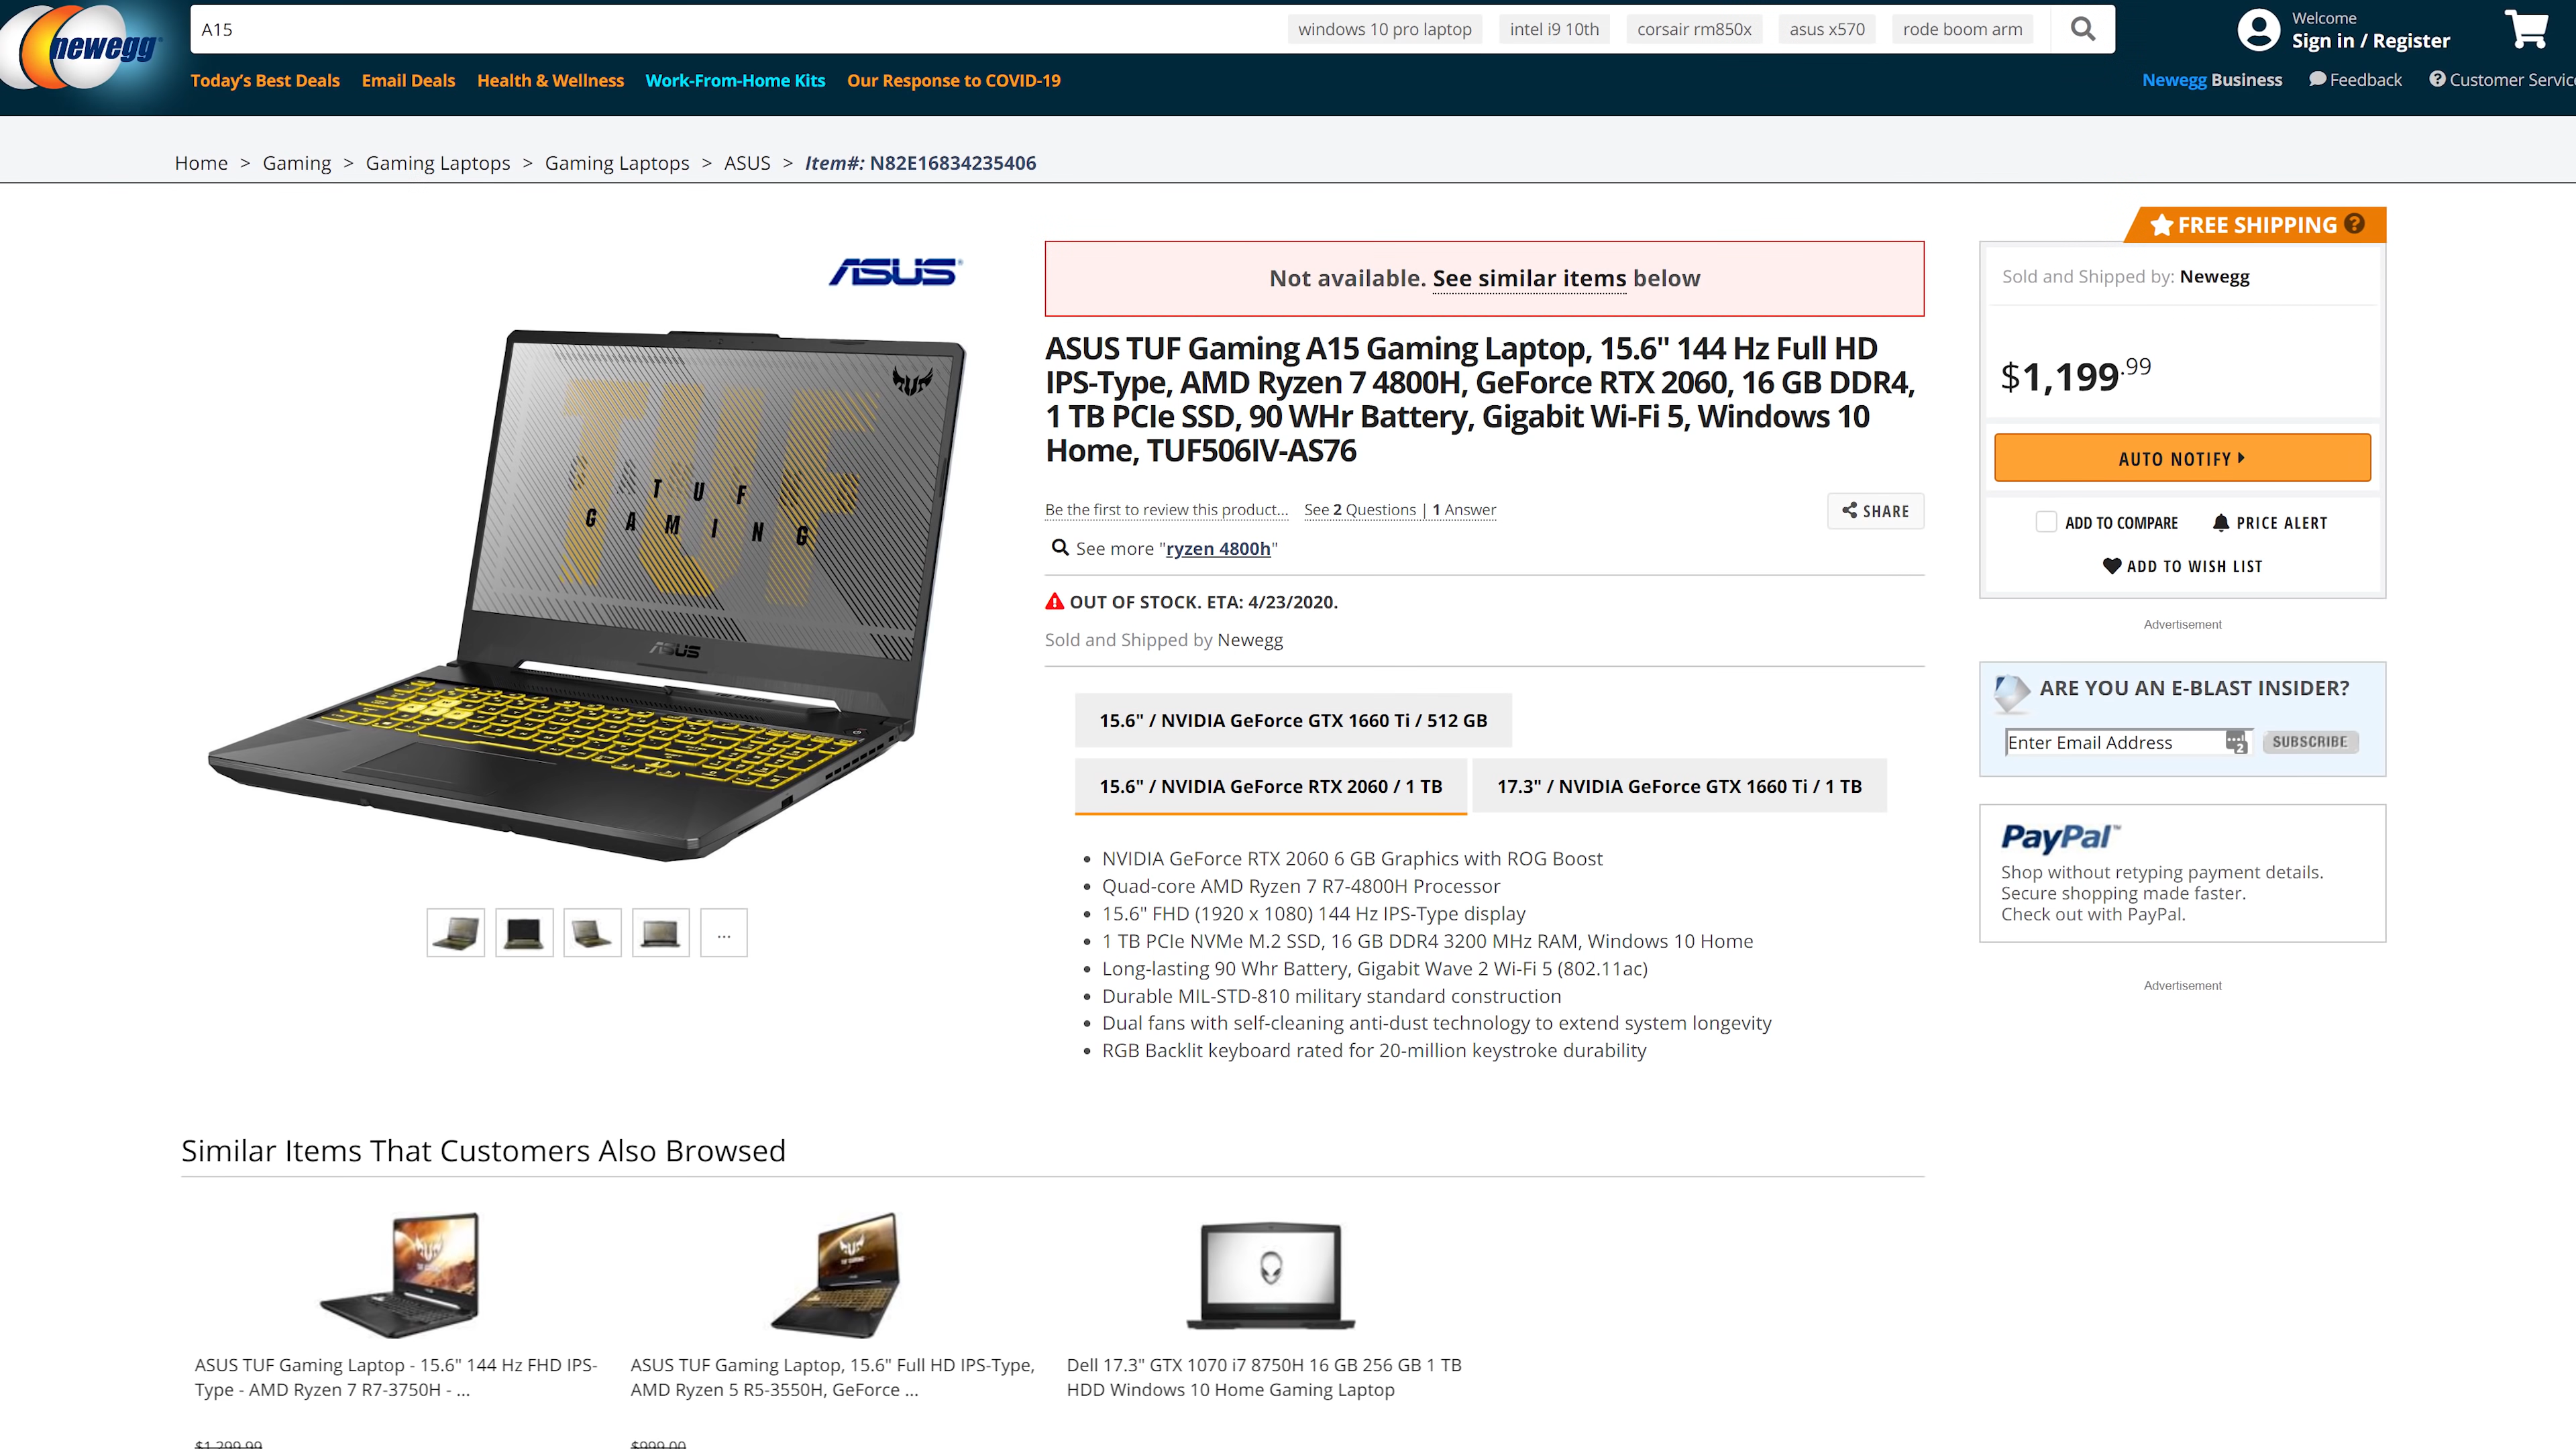 newegg
A15
windows 10 pro laptop
intel i9 10th
corsair rm850x
asus x570
rode boom arm
Welcome
Sign in / Register
Today's Best Deals
Email Deals
Health & Wellness
Work-From-Home Kits
Our Response to COVID-19
Newegg Business
Feedback
Customer Servic
Home > Gaming > Gaming Laptops > Gaming Laptops > ASUS > Item#: N82E16834235406
ASUS
TUF
TUF
GAMING
ASUS
...
Not available. See similar items below
ASUS TUF Gaming A15 Gaming Laptop, 15.6" 144 Hz Full HD
IPS-Type, AMD Ryzen 7 4800H, GeForce RTX 2060, 16 GB DDR4,
1 TB PCIe SSD, 90 WHr Battery, Gigabit Wi-Fi 5, Windows 10
Home, TUF506IV-AS76
Be the first to review this product...
See 2 Questions | 1 Answer
SHARE
See more "ryzen 4800h"
OUT OF STOCK. ETA: 4/23/2020.
Sold and Shipped by Newegg
15.6" / NVIDIA GeForce GTX 1660 Ti / 512 GB
15.6" / NVIDIA GeForce RTX 2060 / 1 TB
17.3" / NVIDIA GeForce GTX 1660 Ti / 1 TB
• NVIDIA GeForce RTX 2060 6 GB Graphics with ROG Boost
• Quad-core AMD Ryzen 7 R7-4800H Processor
• 15.6" FHD (1920 x 1080) 144 Hz IPS-Type display
• 1 TB PCIe NVMe M.2 SSD, 16 GB DDR4 3200 MHz RAM, Windows 10 Home
• Long-lasting 90 Whr Battery, Gigabit Wave 2 Wi-Fi 5 (802.11ac)
• Durable MIL-STD-810 military standard construction
• Dual fans with self-cleaning anti-dust technology to extend system longevity
• RGB Backlit keyboard rated for 20-million keystroke durability
FREE SHIPPING
Sold and Shipped by: Newegg
$1,199.99
AUTO NOTIFY
ADD TO COMPARE
PRICE ALERT
ADD TO WISH LIST
Advertisement
ARE YOU AN E-BLAST INSIDER?
Enter Email Address
SUBSCRIBE
PayPal™
Shop without retyping payment details.
Secure shopping made faster.
Check out with PayPal.
Advertisement
Similar Items That Customers Also Browsed
ASUS TUF Gaming Laptop - 15.6" 144 Hz FHD IPS-
Type - AMD Ryzen 7 R7-3750H - ...
$1,299.99
ASUS TUF Gaming Laptop, 15.6" Full HD IPS-Type,
AMD Ryzen 5 R5-3550H, GeForce ...
$999.00
Dell 17.3" GTX 1070 i7 8750H 16 GB 256 GB 1 TB
HDD Windows 10 Home Gaming Laptop